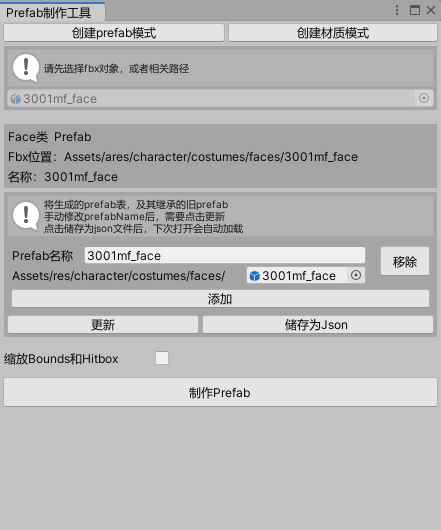 Prefab制作工具
创建prefab模式
创建材质模式
请先选择fbx对象，或者相关路径
3001mf_face
Face类 Prefab
Fbx位置：Assets/ares/character/costumes/faces/3001mf_face
名称：3001mf_face
将生成的prefab表，及其继承的旧prefab
手动修改prefabName后，需要点击更新
点击储存为json文件后，下次打开会自动加载
Prefab名称 3001mf_face
移除
Assets/res/character/costumes/faces/ 3001mf_face
添加
更新
储存为Json
缩放Bounds和Hitbox
制作Prefab